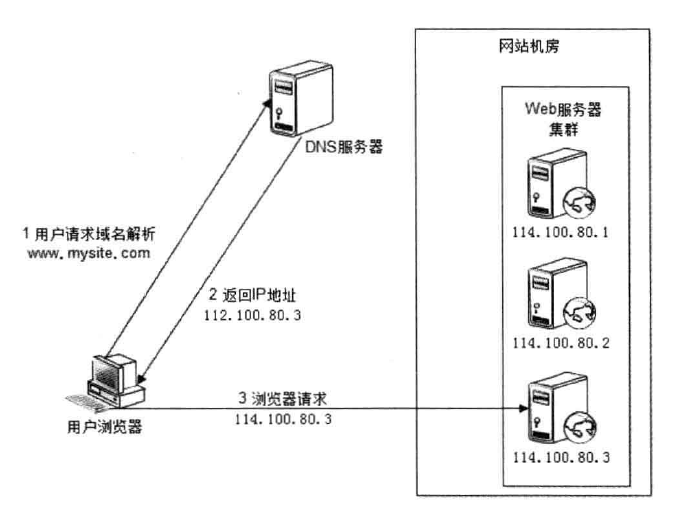 网站机房
Web服务器
集群
DNS服务器
114.100.80.1
1 用户请求域名解析
www.mysite.com
2 返回IP地址
112.100.80.3
114.100.80.2
3 浏览器请求
114.100.80.3
用户浏览器
114.100.80.3